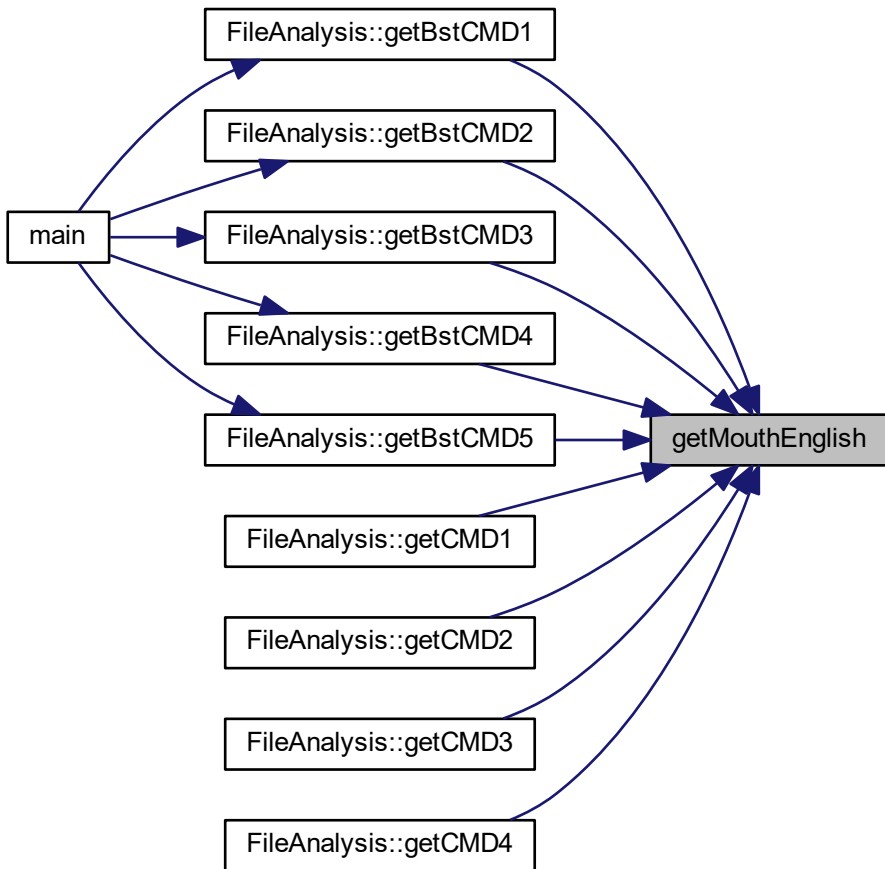 FileAnalysis::getBstCMD1
FileAnalysis::getBstCMD2
main
FileAnalysis::getBstCMD3
FileAnalysis::getBstCMD4
FileAnalysis::getBstCMD5
getMouthEnglish
FileAnalysis::getCMD1
FileAnalysis::getCMD2
FileAnalysis::getCMD3
FileAnalysis::getCMD4